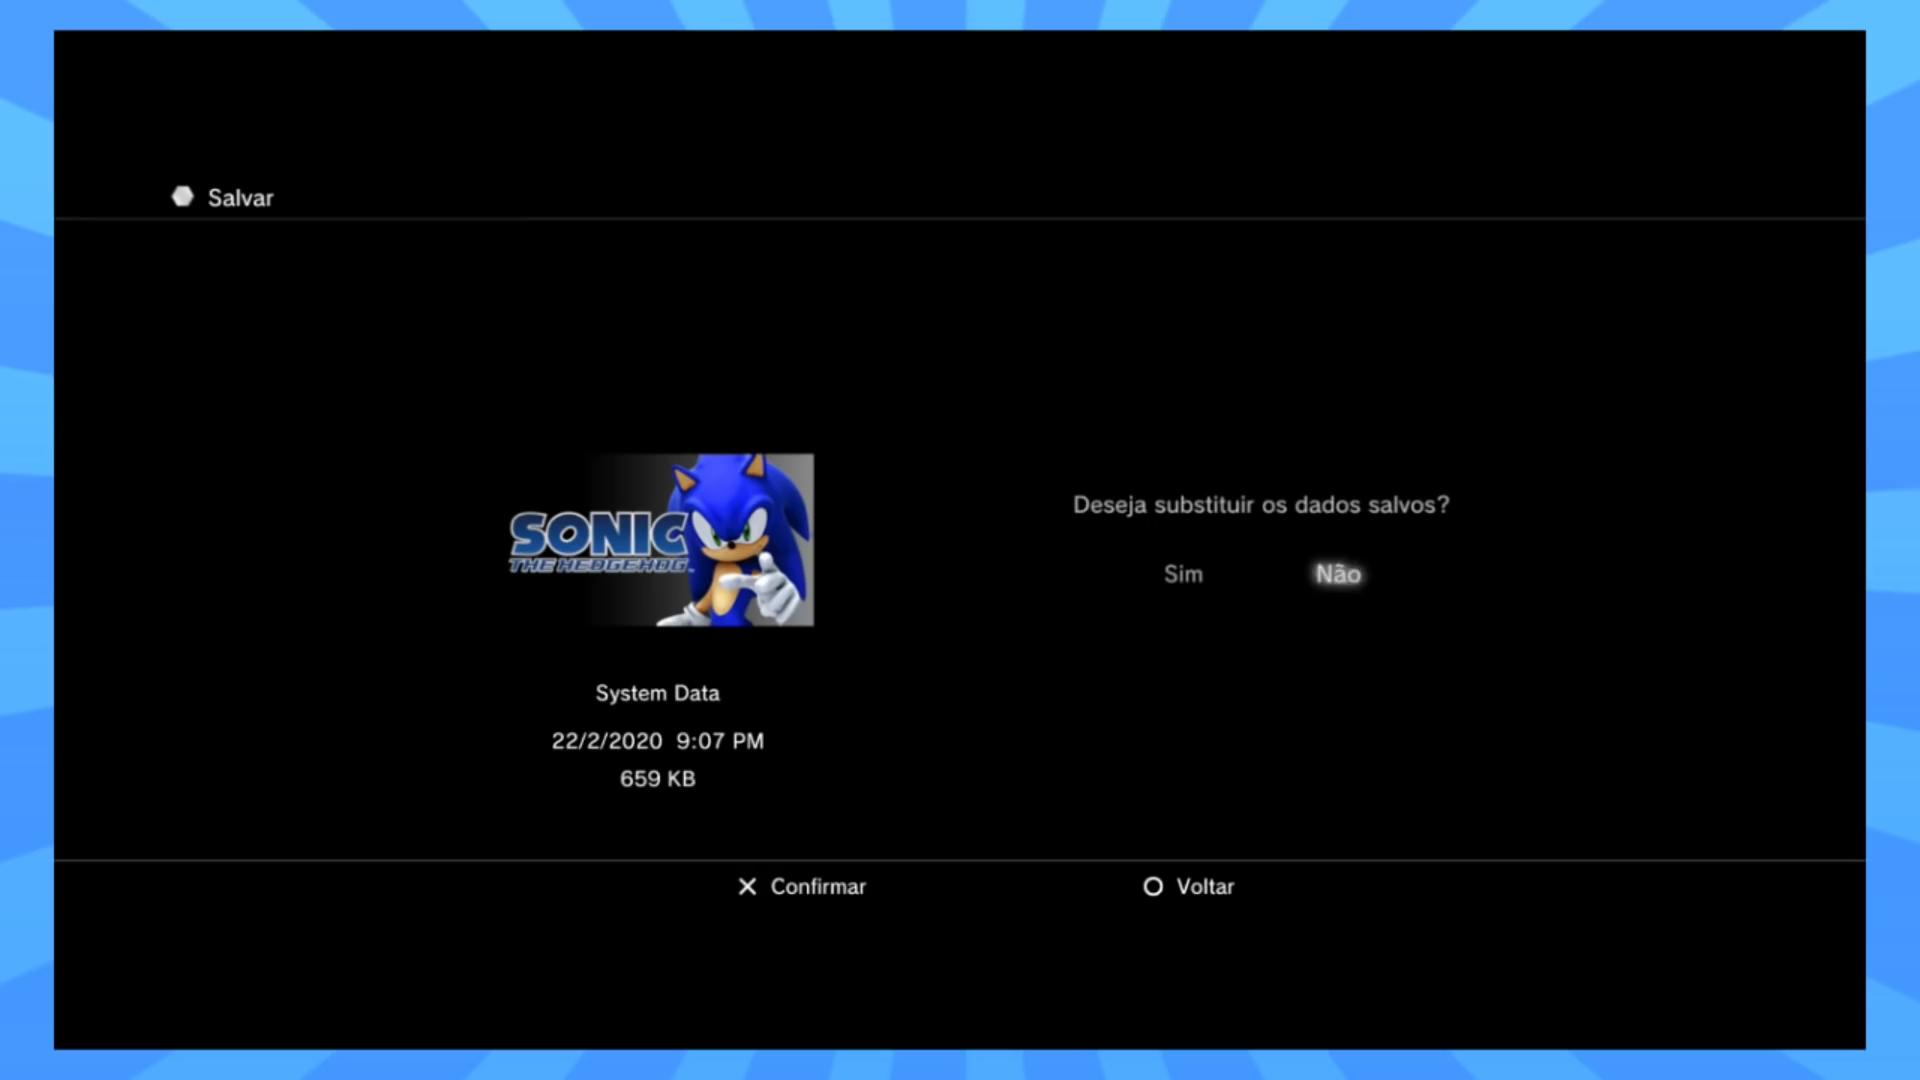 Salvar
SONIC
THE HEDGEHOG™
Deseja substituir os dados salvos?
Sim Não
System Data
22/2/2020 9:07 PM
659 KB
Confirmar Voltar